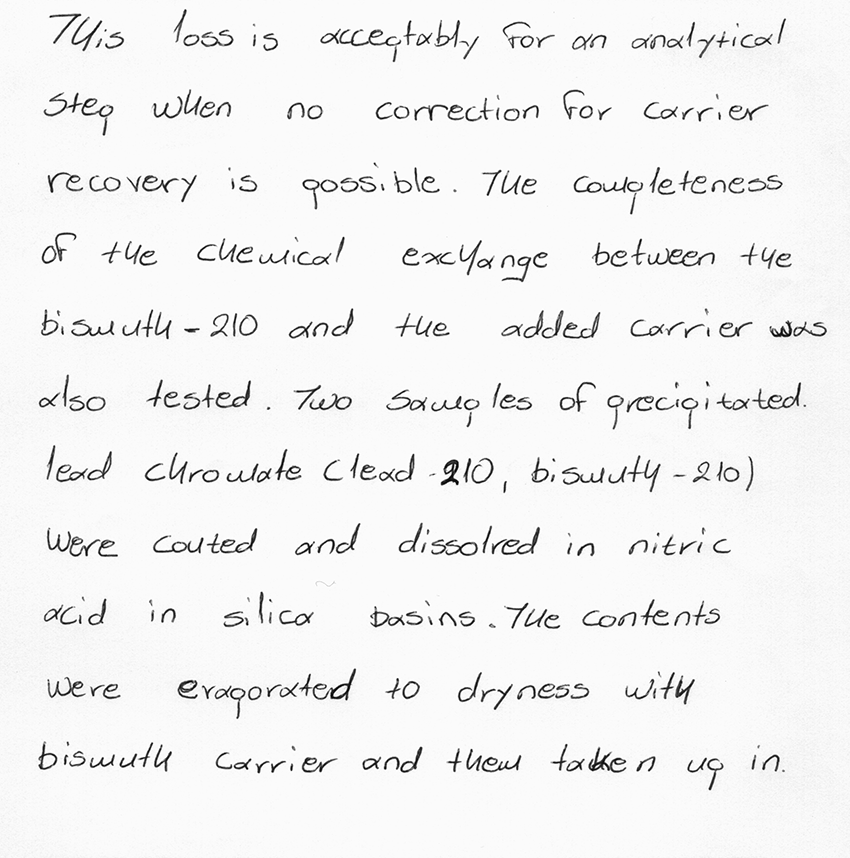 This loss is acceptably for an analytical
step when no correction for carrier
recovery is possible. The completeness
of the chemical exchange between the
bismuth-210 and the added carrier was
also tested. Two samples of precipitated.
lead chromate (lead-210, bismuth-210)
were couted and dissolred in nitric
acid in silica basins. The contents
were evaporated to dryness with
bismuth carrier and them taken up in.